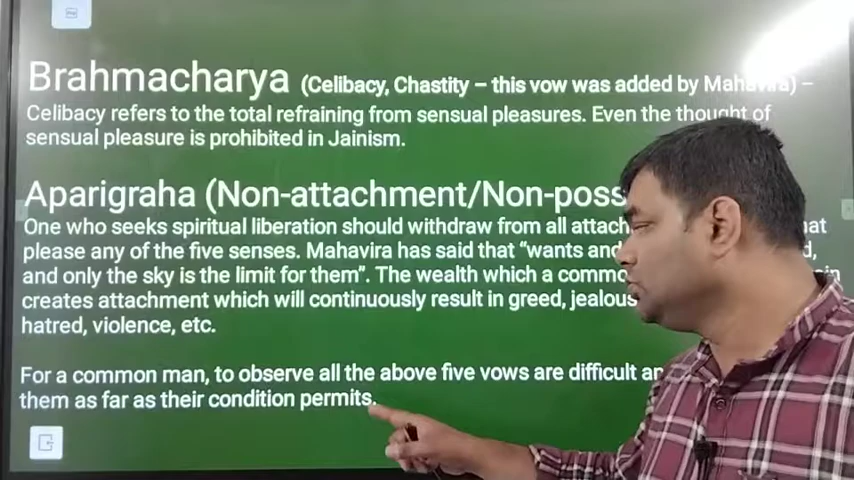 Brahmacharya (Celibacy, Chastity – this vow was added by Mahavira) –
Celibacy refers to the total refraining from sensual pleasures. Even the thought of
sensual pleasure is prohibited in Jainism.
Aparigraha (Non-attachment/Non-poss
One who seeks spiritual liberation should withdraw from all attach
please any of the five senses. Mahavira has said that "wants and
and only the sky is the limit for them". The wealth which a commo
creates attachment which will continuously result in greed, jealous
hatred, violence, etc.
For a common man, to observe all the above five vows are difficult an
them as far as their condition permits.